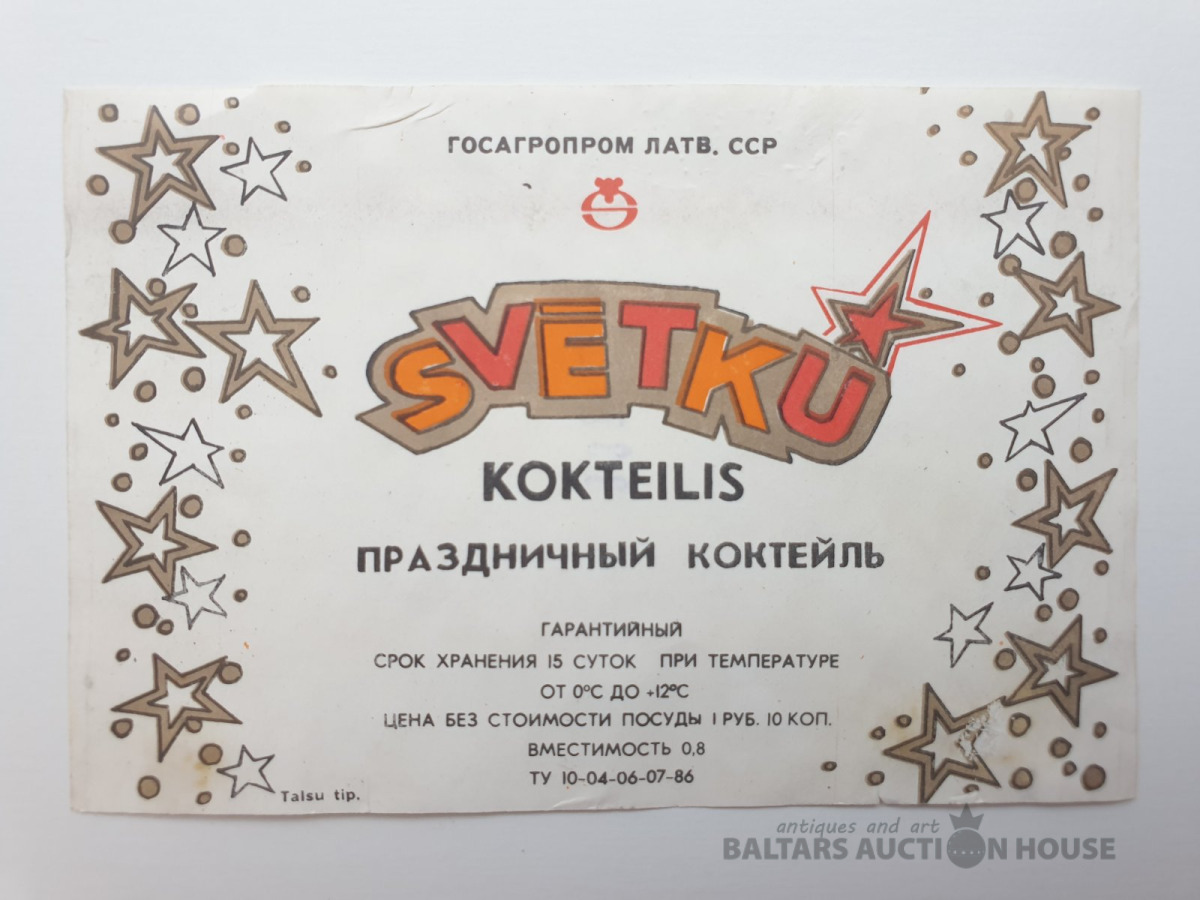 ГОСАГРОПРОМ ЛАТВ. ССР
SVĒTKU
KOKTEILIS
ПРАЗДНИЧНЫЙ КОКТЕЙЛЬ
ГАРАНТИЙНЫЙ
СРОК ХРАНЕНИЯ 15 СУТОК ПРИ ТЕМПЕРАТУРЕ
ОТ 0°С ДО +12°С
ЦЕНА БЕЗ СТОИМОСТИ ПОСУДЫ 1 РУБ. 10 КОП.
ВМЕСТИМОСТЬ 0,8
ТУ 10-04-06-07-86
Talsu tip.
antiques and art
BALTARS AUCTION HOUSE